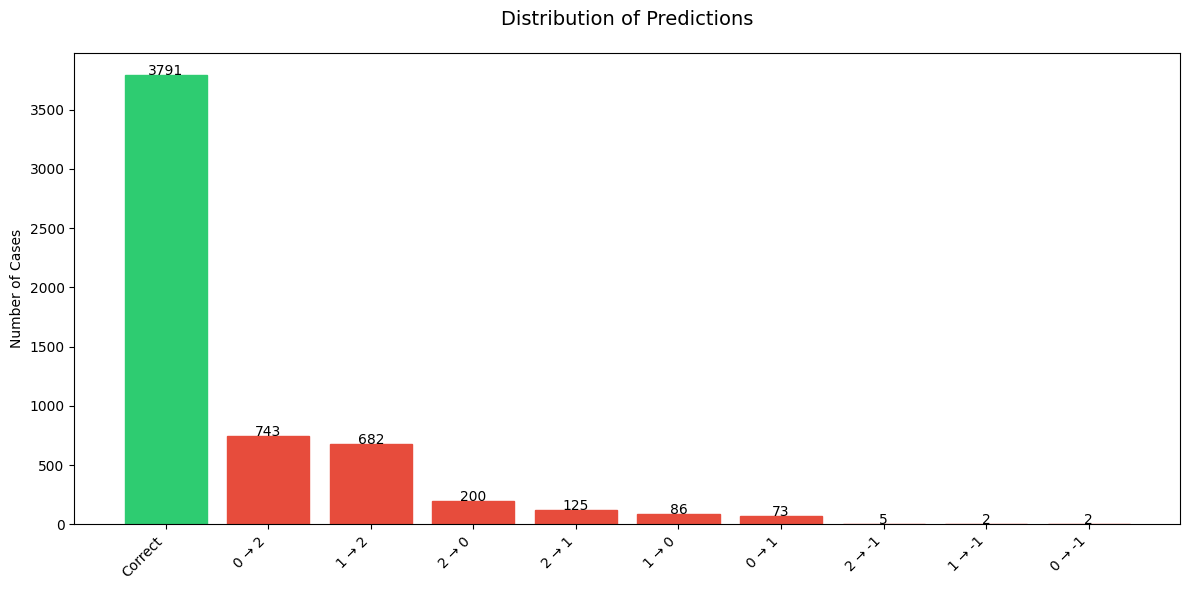 Distribution of Predictions
Number of Cases
3500
3000
2500
2000
1500
1000
500
0
3791
743
682
200
125
86
73
5
2
2
Correct
0 → 2
1 → 2
2 → 0
2 → 1
1 → 0
0 → 1
2 → -1
1 → -1
0 → -1